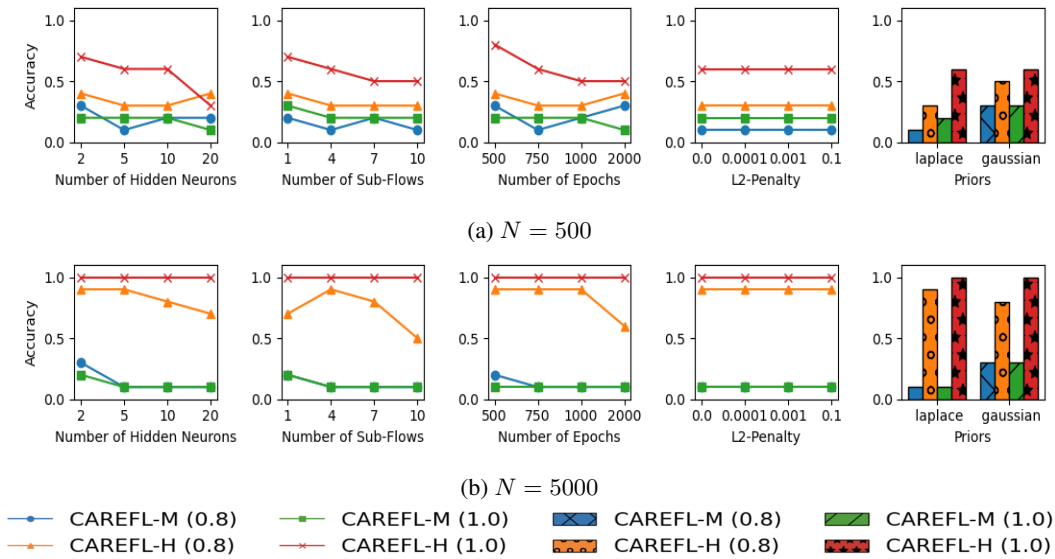 1.0
0.5
0.0
Accuracy
2 5 10 20
Number of Hidden Neurons
1.0
0.5
0.0
1 4 7 10
Number of Sub-Flows
1.0
0.5
0.0
500 750 1000 2000
Number of Epochs
1.0
0.5
0.0
0.0 0.0001 0.001 0.1
L2-Penalty
1.0
0.5
0.0
laplace gaussian
Priors
(a) N = 500
1.0
0.5
0.0
Accuracy
2 5 10 20
Number of Hidden Neurons
1.0
0.5
0.0
1 4 7 10
Number of Sub-Flows
1.0
0.5
0.0
500 750 1000 2000
Number of Epochs
1.0
0.5
0.0
0.0 0.0001 0.001 0.1
L2-Penalty
1.0
0.5
0.0
laplace gaussian
Priors
(b) N = 5000
CAREFL-M (0.8) CAREFL-M (1.0) CAREFL-M (0.8) CAREFL-M (1.0)
CAREFL-H (0.8) CAREFL-H (1.0) CAREFL-H (0.8) CAREFL-H (1.0)